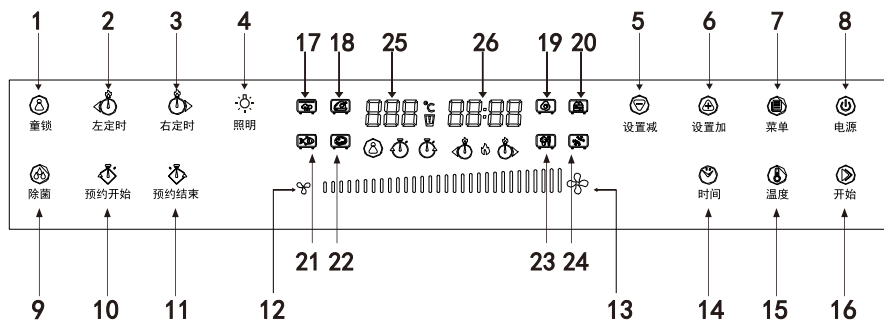 1 2 3 4 17 18 25 26 19 20 5 6 7 8
童锁 左定时 右定时 照明 888℃ 88:88 设置减 设置加 菜单 电源
除菌 预约开始 预约结束 时间 温度 开始
21 22 23 24
9 10 11 12 13 14 15 16